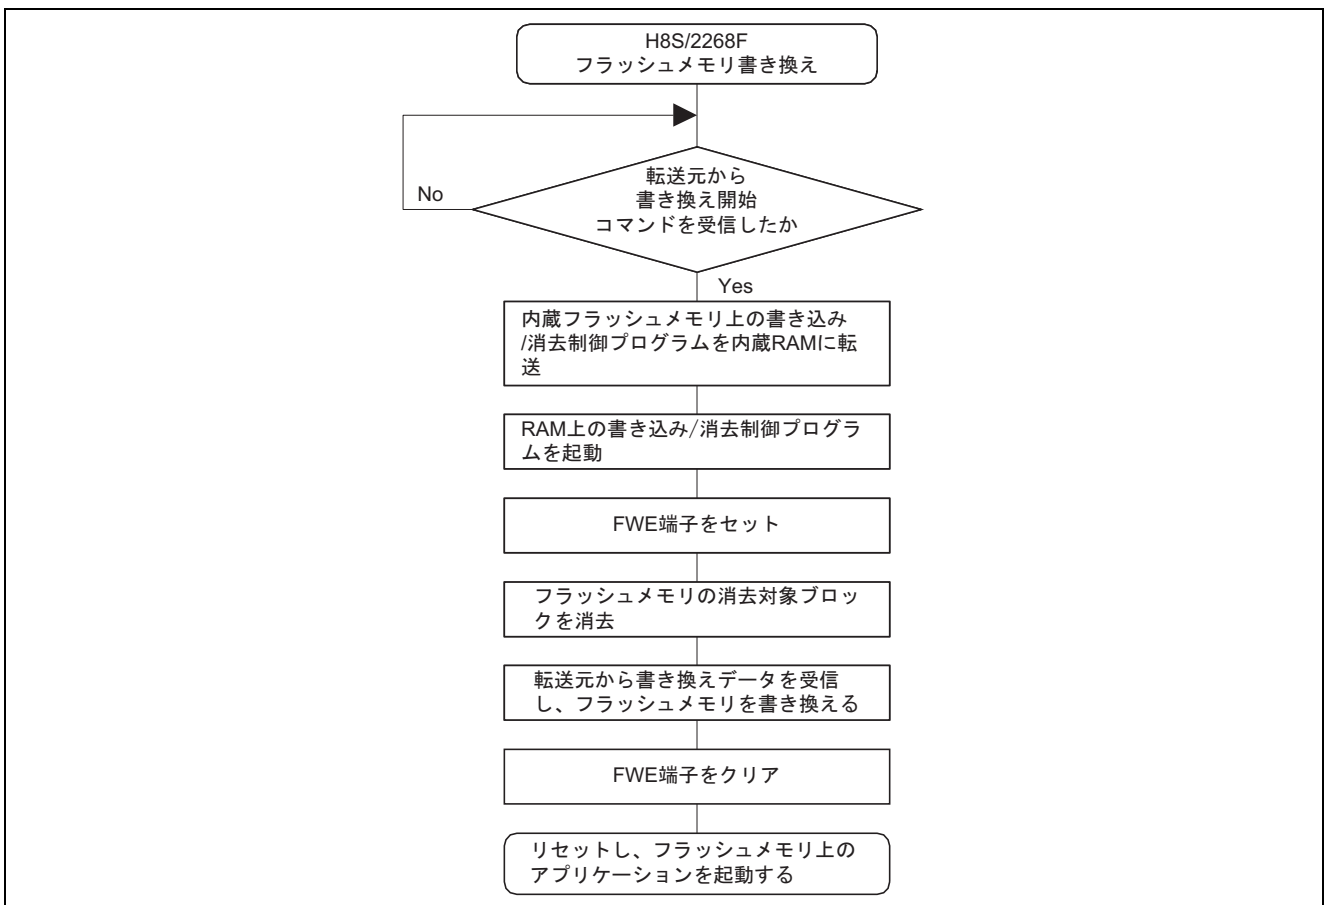 H8S/2268F
フラッシュメモリ書き換え
転送元から
書き換え開始
コマンドを受信したか
No
Yes
内蔵フラッシュメモリ上の書き込み
/消去制御プログラムを内蔵RAMに転
送
RAM上の書き込み/消去制御プログラ
ムを起動
FWE端子をセット
フラッシュメモリの消去対象ブロッ
クを消去
転送元から書き換えデータを受信
し、フラッシュメモリを書き換える
FWE端子をクリア
リセットし、フラッシュメモリ上の
アプリケーションを起動する